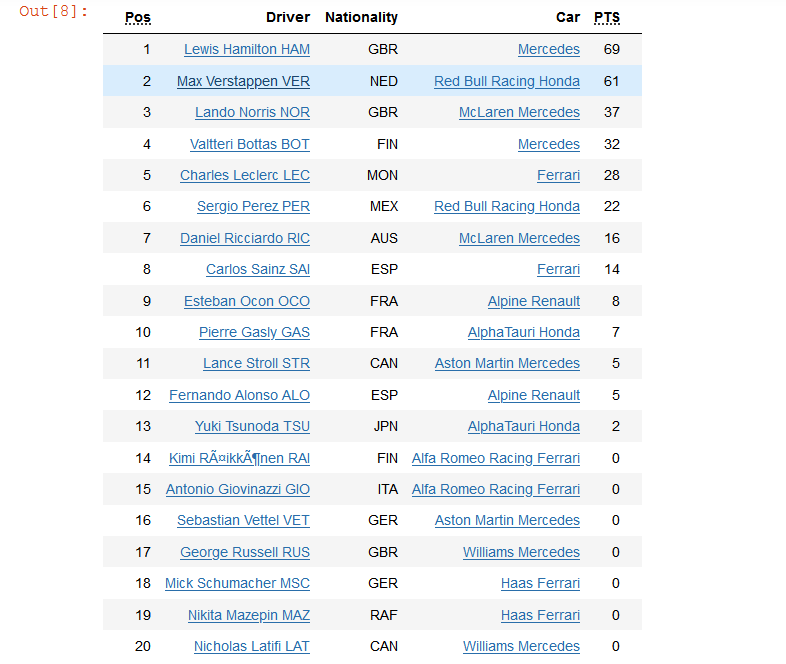 Out[8]:
Pos Driver Nationality Car PTS
1 Lewis Hamilton HAM GBR Mercedes 69
2 Max Verstappen VER NED Red Bull Racing Honda 61
3 Lando Norris NOR GBR McLaren Mercedes 37
4 Valtteri Bottas BOT FIN Mercedes 32
5 Charles Leclerc LEC MON Ferrari 28
6 Sergio Perez PER MEX Red Bull Racing Honda 22
7 Daniel Ricciardo RIC AUS McLaren Mercedes 16
8 Carlos Sainz SAI ESP Ferrari 14
9 Esteban Ocon OCO FRA Alpine Renault 8
10 Pierre Gasly GAS FRA AlphaTauri Honda 7
11 Lance Stroll STR CAN Aston Martin Mercedes 5
12 Fernando Alonso ALO ESP Alpine Renault 5
13 Yuki Tsunoda TSU JPN AlphaTauri Honda 2
14 Kimi RÃ¤ikkÃ¶nen RAI FIN Alfa Romeo Racing Ferrari 0
15 Antonio Giovinazzi GIO ITA Alfa Romeo Racing Ferrari 0
16 Sebastian Vettel VET GER Aston Martin Mercedes 0
17 George Russell RUS GBR Williams Mercedes 0
18 Mick Schumacher MSC GER Haas Ferrari 0
19 Nikita Mazepin MAZ RAF Haas Ferrari 0
20 Nicholas Latifi LAT CAN Williams Mercedes 0